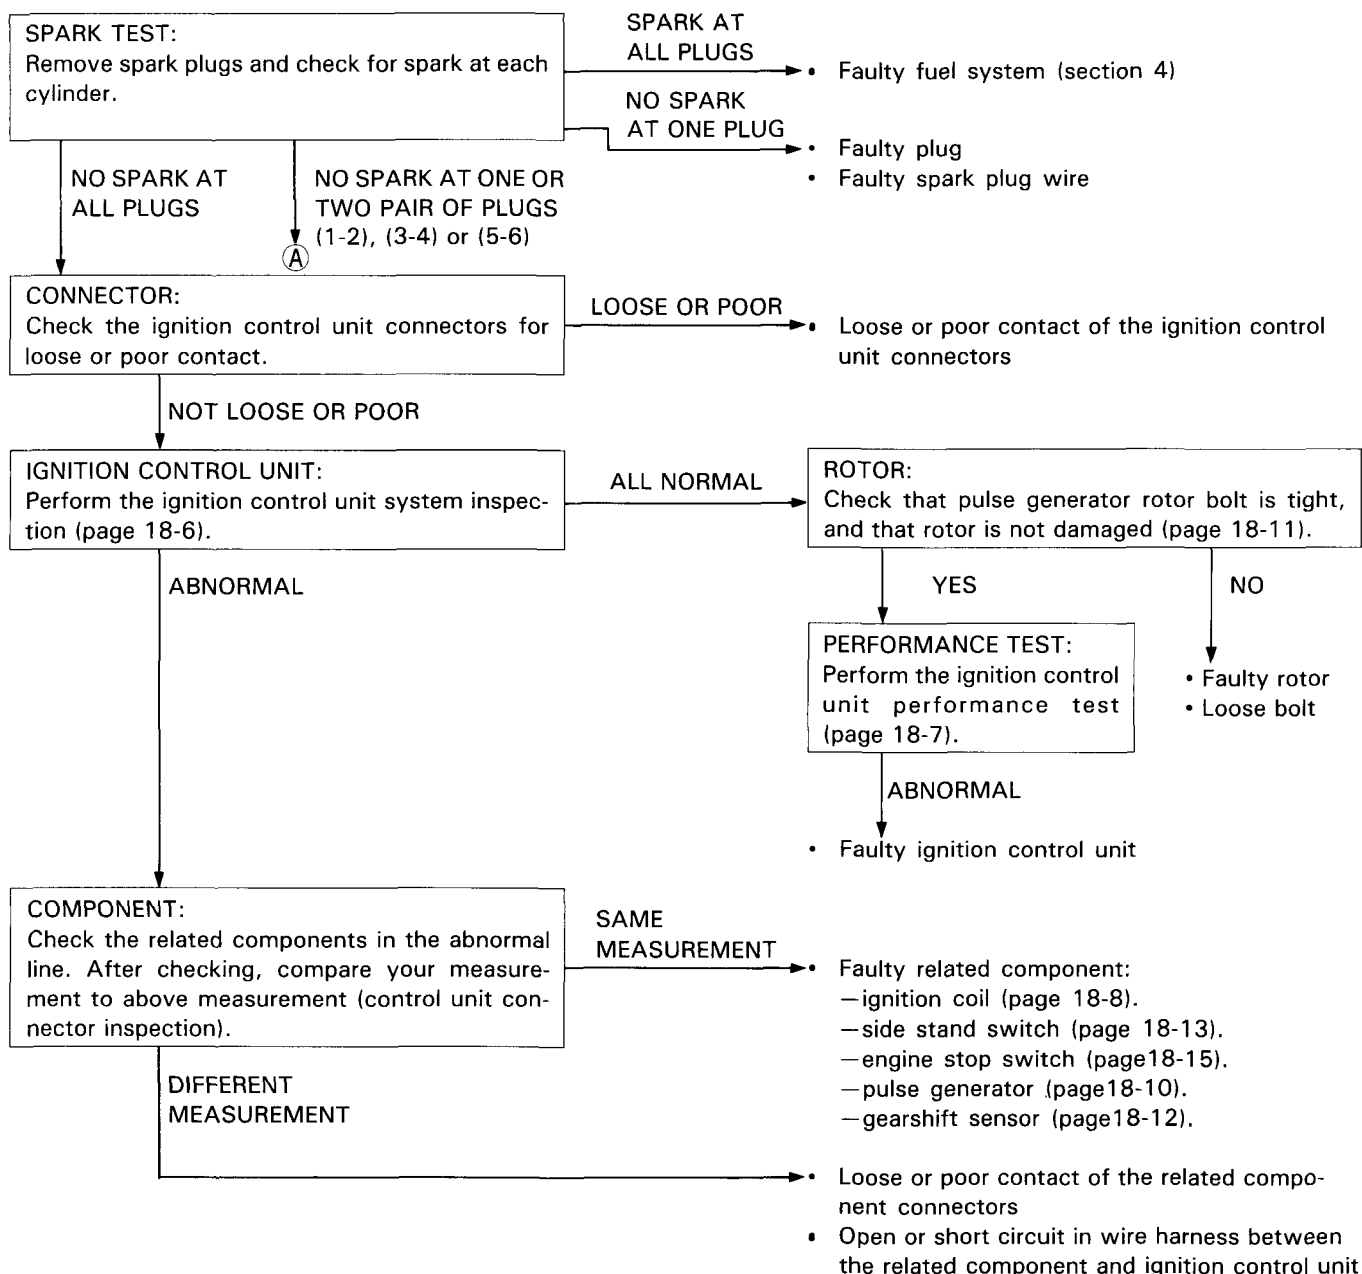 SPARK TEST:
Remove spark plugs and check for spark at each
cylinder.
SPARK AT
ALL PLUGS
• Faulty fuel system (section 4)
NO SPARK
AT ONE PLUG
• Faulty plug
• Faulty spark plug wire
NO SPARK AT
ALL PLUGS
NO SPARK AT ONE OR
TWO PAIR OF PLUGS
(1-2), (3-4) or (5-6)
A
CONNECTOR:
Check the ignition control unit connectors for
loose or poor contact.
LOOSE OR POOR
• Loose or poor contact of the ignition control
unit connectors
NOT LOOSE OR POOR
IGNITION CONTROL UNIT:
Perform the ignition control unit system inspec-
tion (page 18-6).
ALL NORMAL
ROTOR:
Check that pulse generator rotor bolt is tight,
and that rotor is not damaged (page 18-11).
ABNORMAL
YES
NO
PERFORMANCE TEST:
Perform the ignition control
unit performance test
(page 18-7).
• Faulty rotor
• Loose bolt
ABNORMAL
• Faulty ignition control unit
COMPONENT:
Check the related components in the abnormal
line. After checking, compare your measure-
ment to above measurement (control unit con-
nector inspection).
SAME
MEASUREMENT
• Faulty related component:
—ignition coil (page 18-8).
—side stand switch (page 18-13).
—engine stop switch (page18-15).
—pulse generator (page18-10).
—gearshift sensor (page18-12).
DIFFERENT
MEASUREMENT
• Loose or poor contact of the related compo-
nent connectors
• Open or short circuit in wire harness between
the related component and ignition control unit